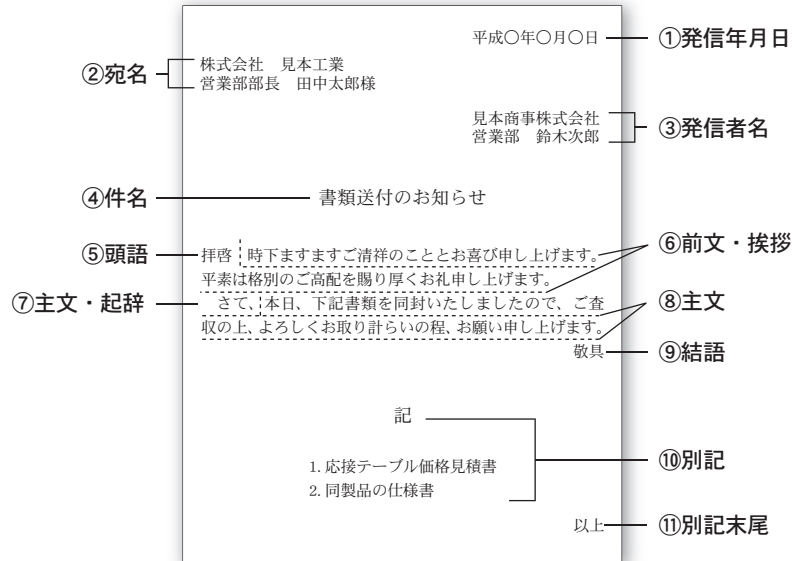 平成〇年〇月〇日
①発信年月日
②宛名
株式会社　見本工業
営業部部長　田中太郎様
見本商事株式会社
営業部　鈴木次郎
③発信者名
④件名
書類送付のお知らせ
⑤頭語
拝啓　時下ますますご清祥のこととお喜び申し上げます。
⑥前文・挨拶
平素は格別のご高配を賜り厚くお礼申し上げます。
⑦主文・起辞
さて、本日、下記書類を同封いたしましたので、ご査
⑧主文
収の上、よろしくお取り計らいの程、お願い申し上げます。
敬具
⑨結語
記
⑩別記
1. 応接テーブル価格見積書
2. 同製品の仕様書
以上
⑪別記末尾